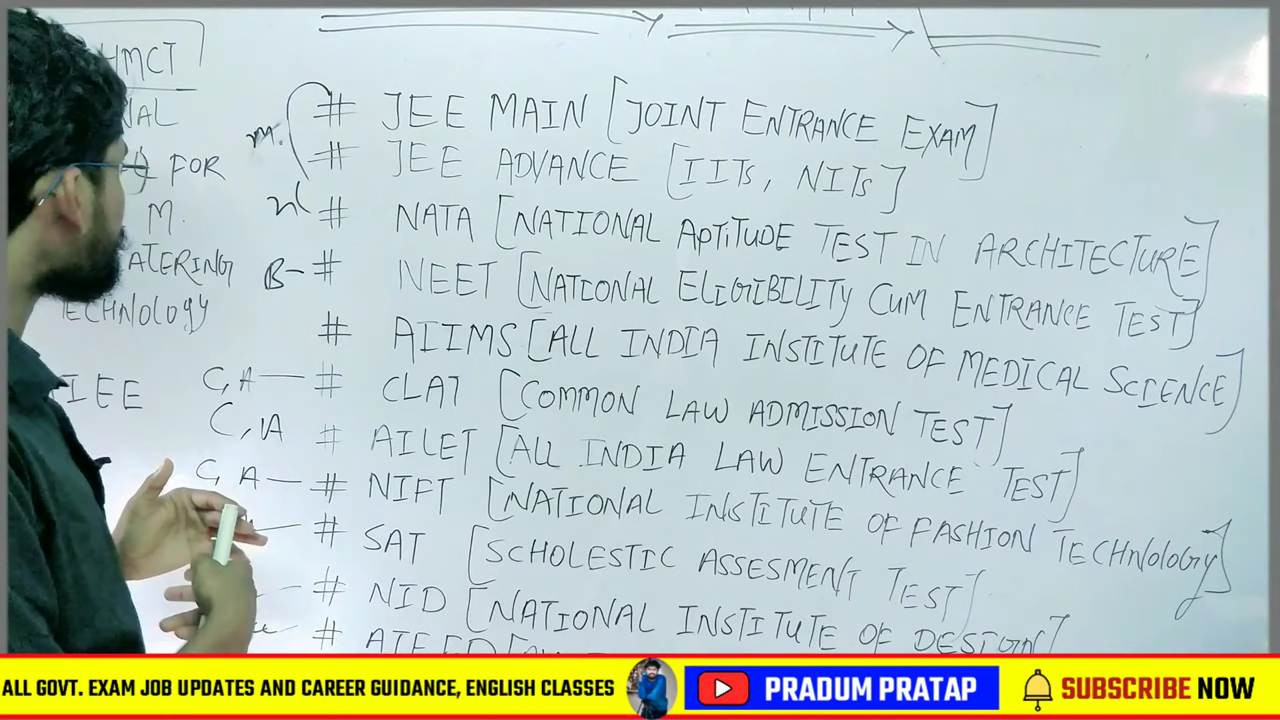 HMCT
NAL
FOR
M.
ATERING
ECHNOLOGY
IEE
# JEE MAIN [JOINT ENTRANCE EXAM]
m.
# JEE ADVANCE [IITs, NITs]
# NATA [NATIONAL APTITUDE TEST IN ARCHITECTURE]
B- # NEET [NATIONAL ELIGIBILITY CUM ENTRANCE TEST]
# AIIMS [ALL INDIA INSTITUTE OF MEDICAL SCIENCE]
C, A — # CLAT [COMMON LAW ADMISSION TEST]
C, A # AILET [ALL INDIA LAW ENTRANCE TEST]
C, A — # NIFT [NATIONAL INSTITUTE OF FASHION TECHNOLOGY]
— # SAT [SCHOLESTIC ASSESMENT TEST]
— # NID [NATIONAL INSTITUTE OF DESIGN]
#
ALL GOVT. EXAM JOB UPDATES AND CAREER GUIDANCE, ENGLISH CLASSES PRADUM PRATAP SUBSCRIBE NOW